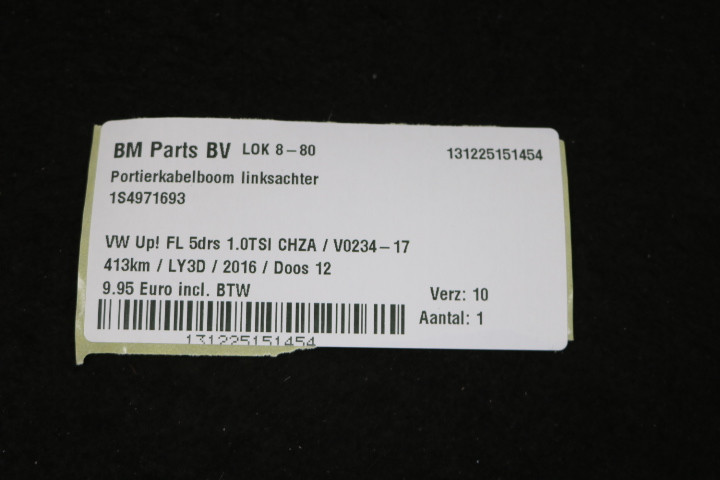 BM Parts BV LOK 8-80 131225151454
Portierkabelboom linksachter
1S4971693
VW Up! FL 5drs 1.0TSI CHZA / V0234-17
413km / LY3D / 2016 / Doos 12
9.95 Euro incl. BTW
Verz: 10
Aantal: 1
131225151454